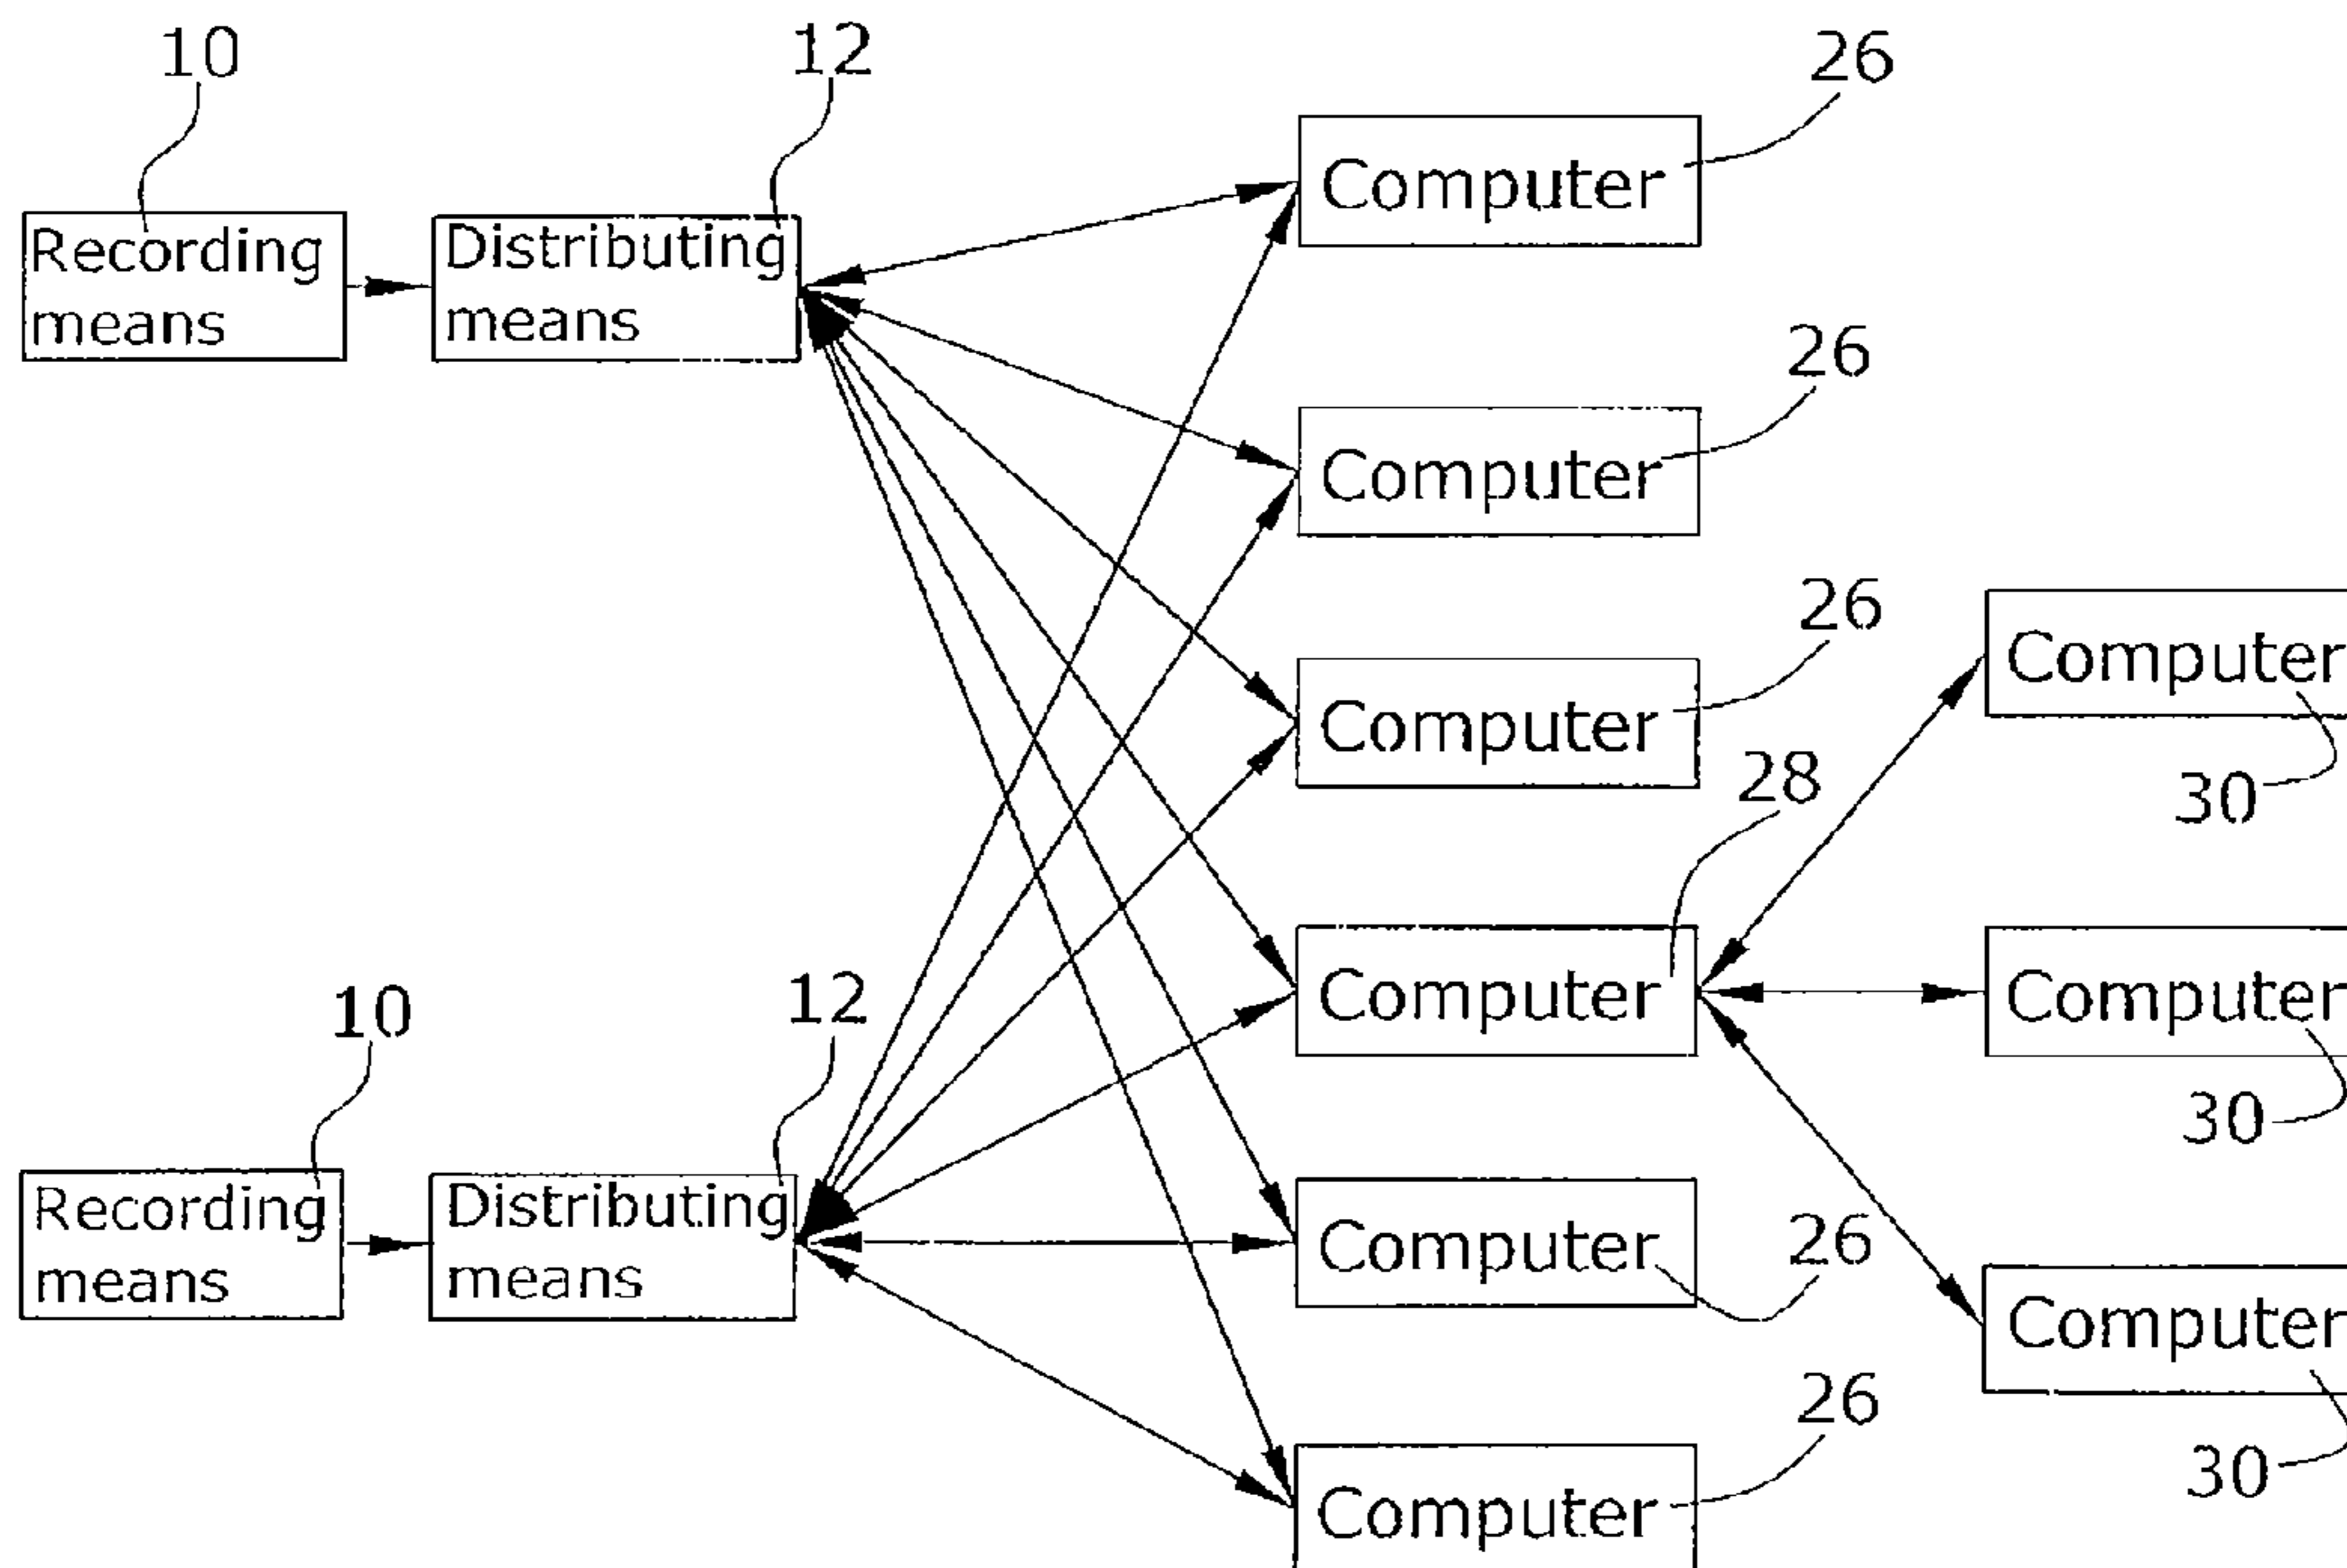 10
12
26
Computer
Recording
means
Distributing
means
26
Computer
26
Computer
Computer
30
28
Computer
Computer
30
10
12
Recording
means
Distributing
means
Computer
26
Computer
30
26
Computer